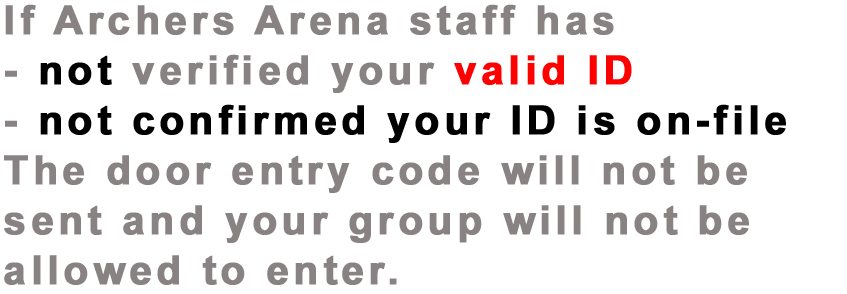 If Archers Arena staff has
- not verified your valid ID
- not confirmed your ID is on-file
The door entry code will not be
sent and your group will not be
allowed to enter.